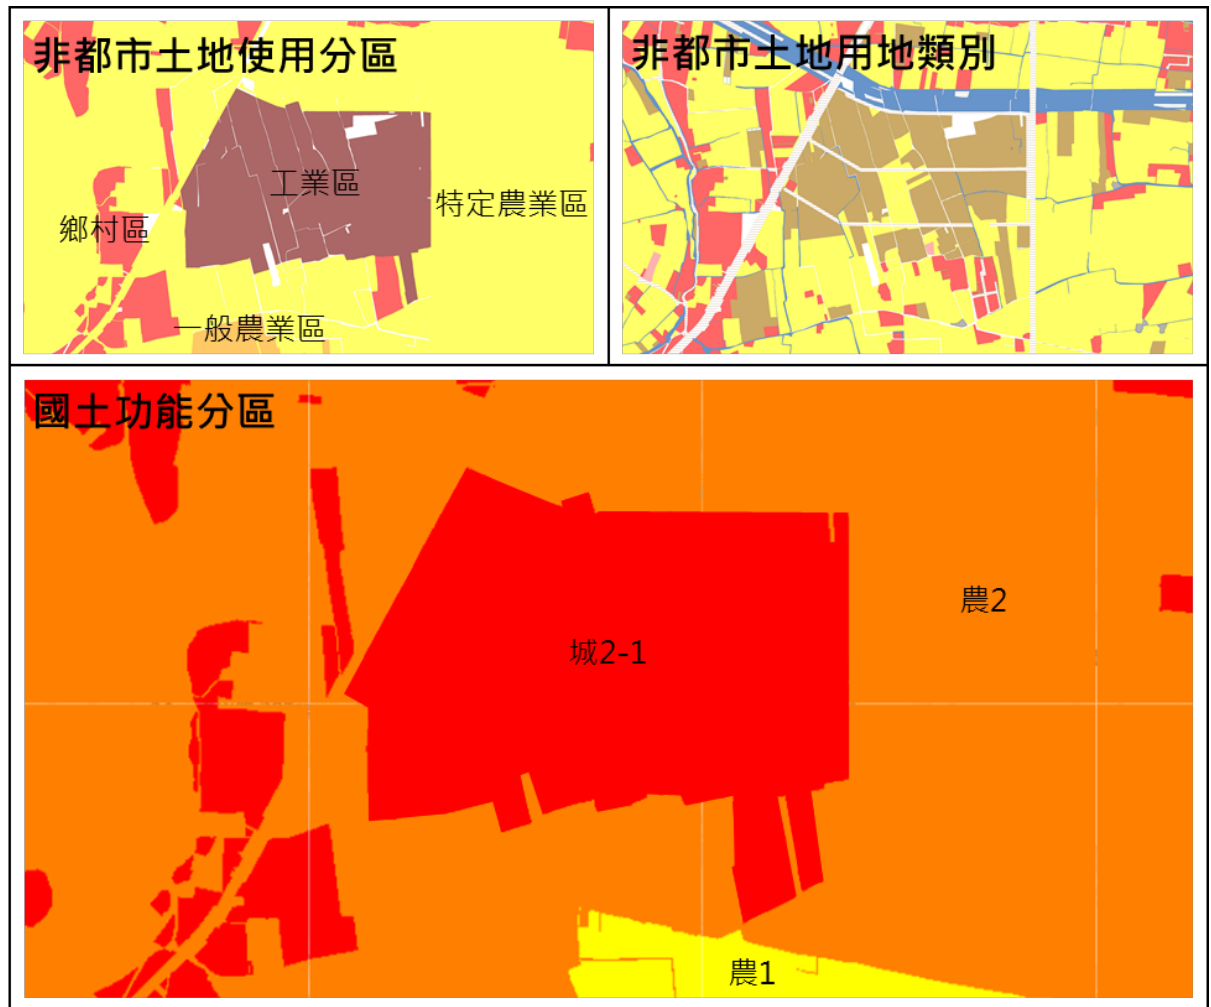 非都市土地使用分區
工業區
特定農業區
鄉村區
一般農業區
非都市土地用地類別
國土功能分區
農2
城2-1
農1